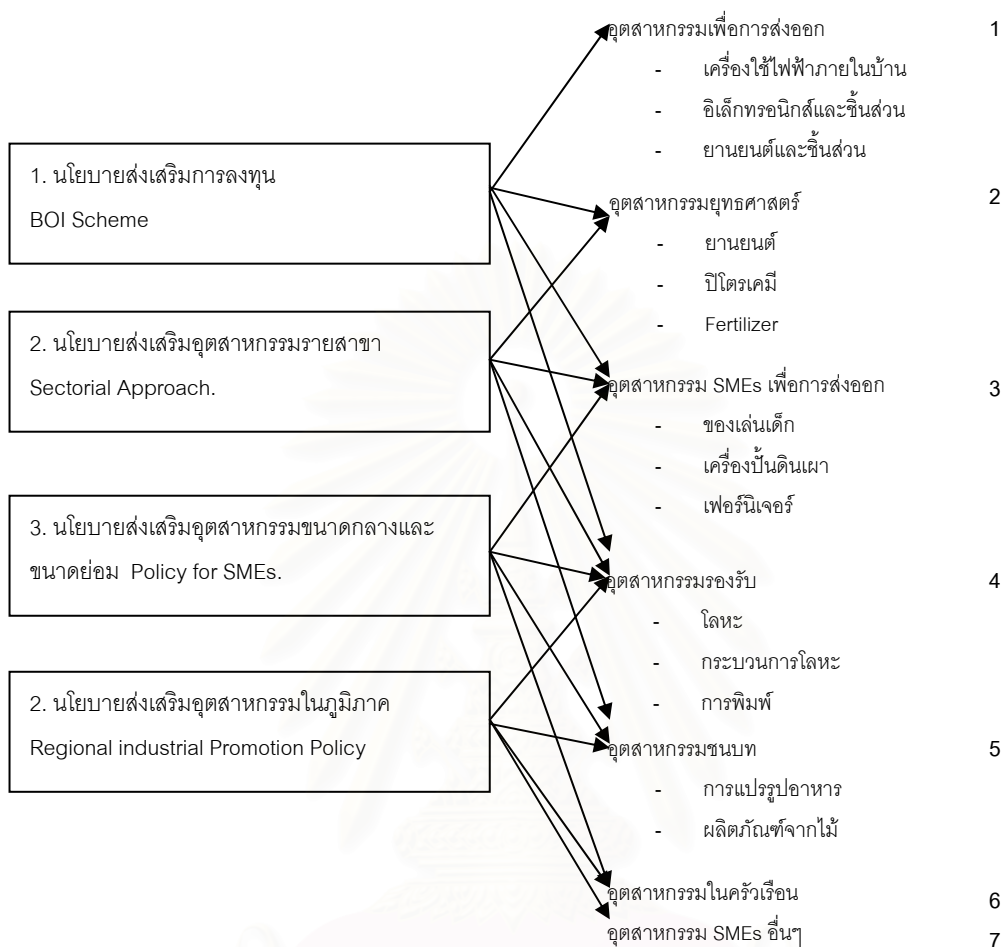 อุตสาหกรรมเพื่อการส่งออก 1
- เครื่องใช้ไฟฟ้าภายในบ้าน
- อิเล็กทรอนิกส์และชิ้นส่วน
- ยานยนต์และชิ้นส่วน
1. นโยบายส่งเสริมการลงทุน
BOI Scheme
อุตสาหกรรมยุทธศาสตร์ 2
- ยานยนต์
- ปิโตรเคมี
- Fertilizer
2. นโยบายส่งเสริมอุตสาหกรรมรายสาขา
Sectorial Approach.
อุตสาหกรรม SMEs เพื่อการส่งออก 3
- ของเล่นเด็ก
- เครื่องปั้นดินเผา
- เฟอร์นิเจอร์
3. นโยบายส่งเสริมอุตสาหกรรมขนาดกลางและ
ขนาดย่อม Policy for SMEs.
อุตสาหกรรมรองรับ 4
- โลหะ
- กระบวนการโลหะ
- การพิมพ์
2. นโยบายส่งเสริมอุตสาหกรรมในภูมิภาค
Regional industrial Promotion Policy
อุตสาหกรรมชนบท 5
- การแปรรูปอาหาร
- ผลิตภัณฑ์จากไม้
อุตสาหกรรมในครัวเรือน 6
อุตสาหกรรม SMEs อื่นๆ 7